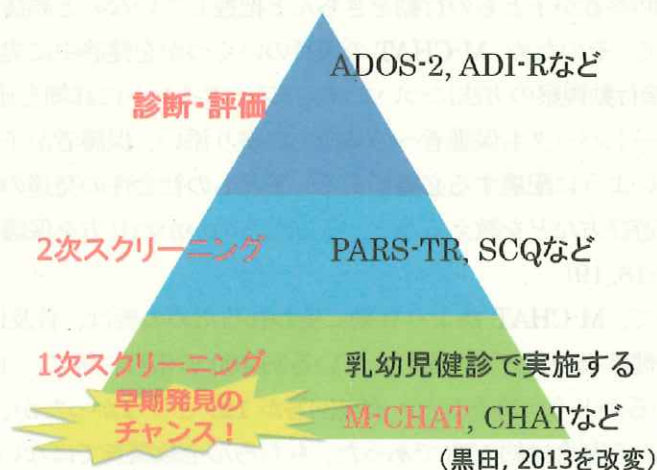 ADOS-2, ADI-Rなど
診断・評価
2次スクリーニング
PARS-TR, SCQなど
1次スクリーニング
乳幼児健診で実施する
早期発見の
チャンス！
M-CHAT, CHATなど
(黒田, 2013を改変)